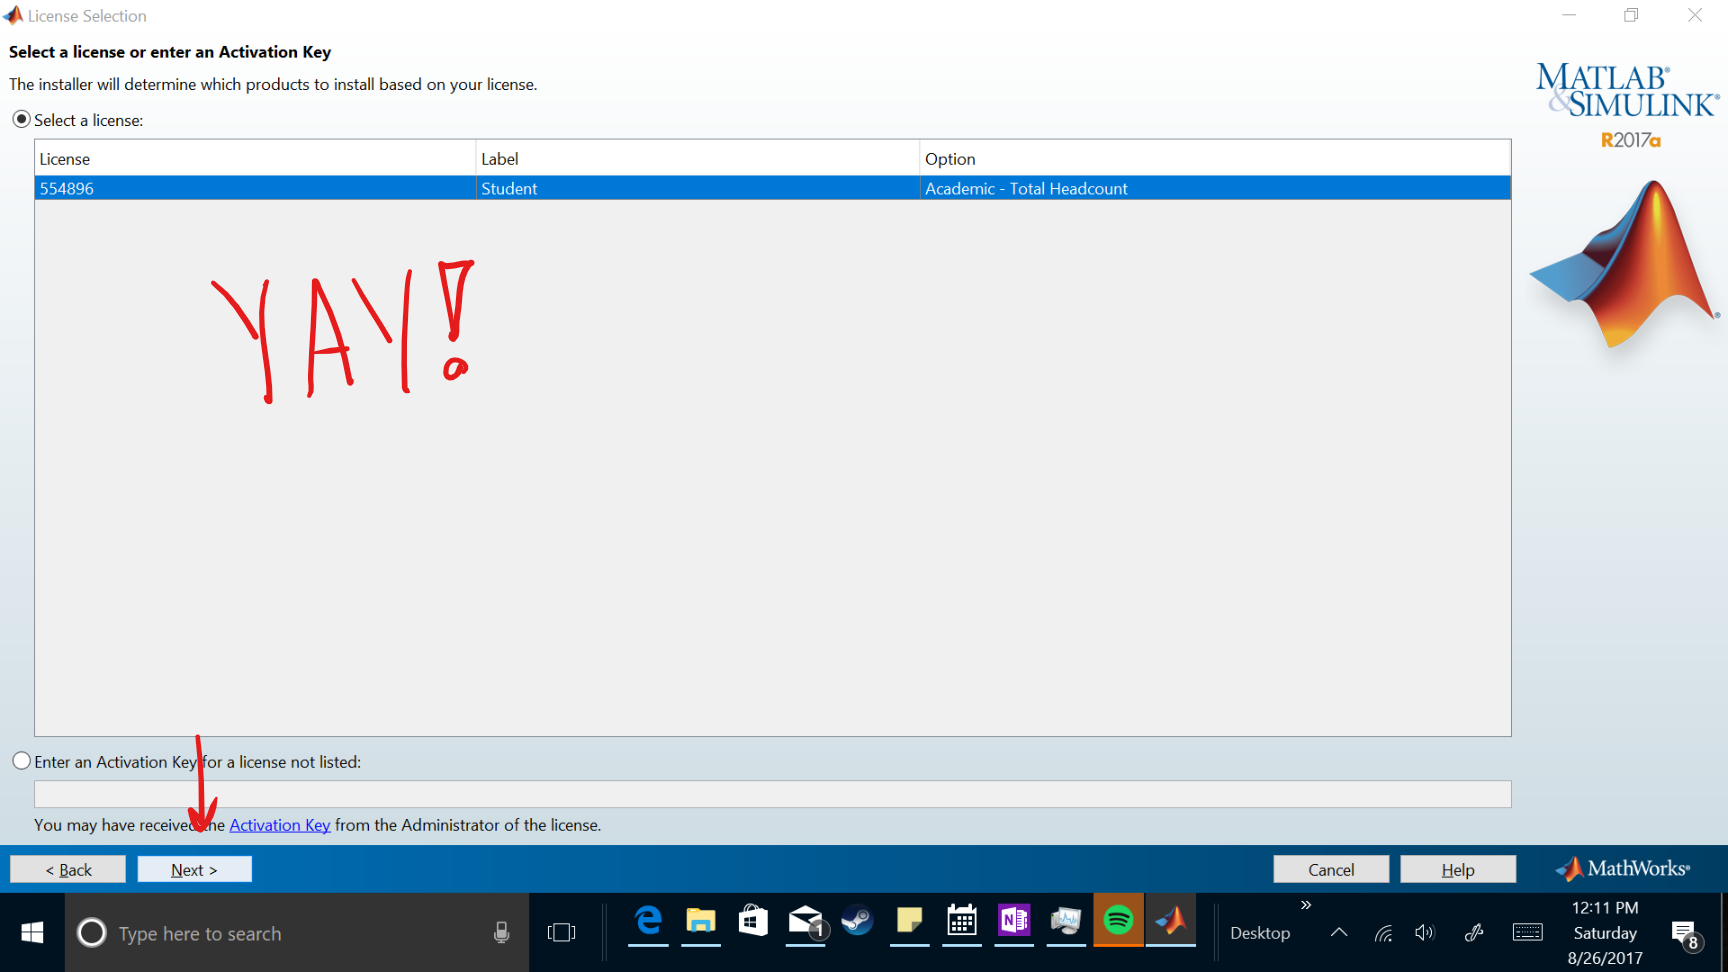 License Selection
Select a license or enter an Activation Key
The installer will determine which products to install based on your license.
MATLAB®
&SIMULINK®
R2017a
Select a license:
License Label Option
554896 Student Academic - Total Headcount
YAY!
®
Enter an Activation Key for a license not listed:
You may have received the Activation Key from the Administrator of the license.
< Back Next > Cancel Help MathWorks®
Type here to search
1
N
Desktop
12:11 PM
Saturday
8/26/2017
8